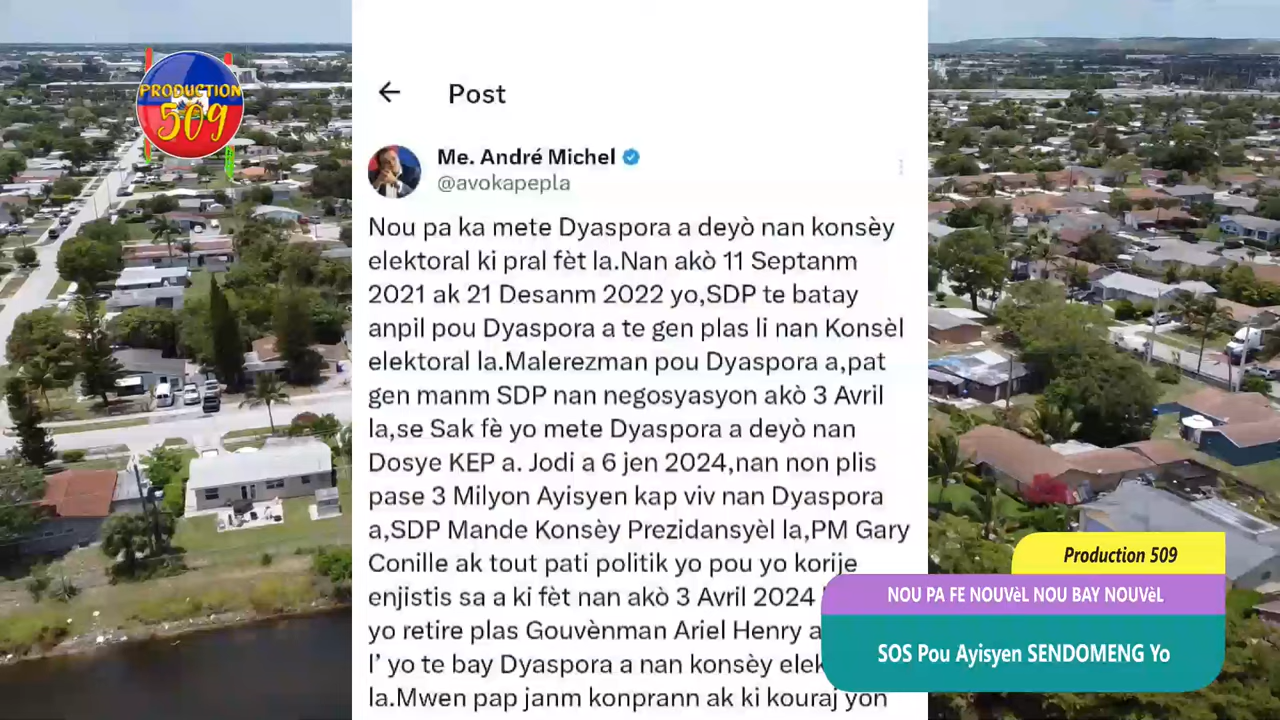 PRODUCTION
509
Post
Me. André Michel
@avokapepla
Nou pa ka mete Dyaspora a deyò nan konsèy
elektoral ki pral fèt la.Nan akò 11 Septanm
2021 ak 21 Desanm 2022 yo,SDP te batay
anpil pou Dyaspora a te gen plas li nan Konsèl
elektoral la.Malerezman pou Dyaspora a,pat
gen manm SDP nan negosyasyon akò 3 Avril
la,se Sak fè yo mete Dyaspora a deyò nan
Dosye KEP a. Jodi a 6 jen 2024,nan non plis
pase 3 Milyon Ayisyen kap viv nan Dyaspora
a,SDP Mande Konsèy Prezidansyèl la,PM Gary
Conille ak tout pati politik yo pou yo korije
enjistis sa a ki fèt nan akò 3 Avril 2024
yo retire plas Gouvènman Ariel Henry a
l' yo te bay Dyaspora a nan konsèy
la.Mwen pap janm konprann ak ki kouraj yon
Production 509
NOU PA FE NOUVèL NOU BAY NOUVèL
SOS Pou Ayisyen SENDOMENG Yo